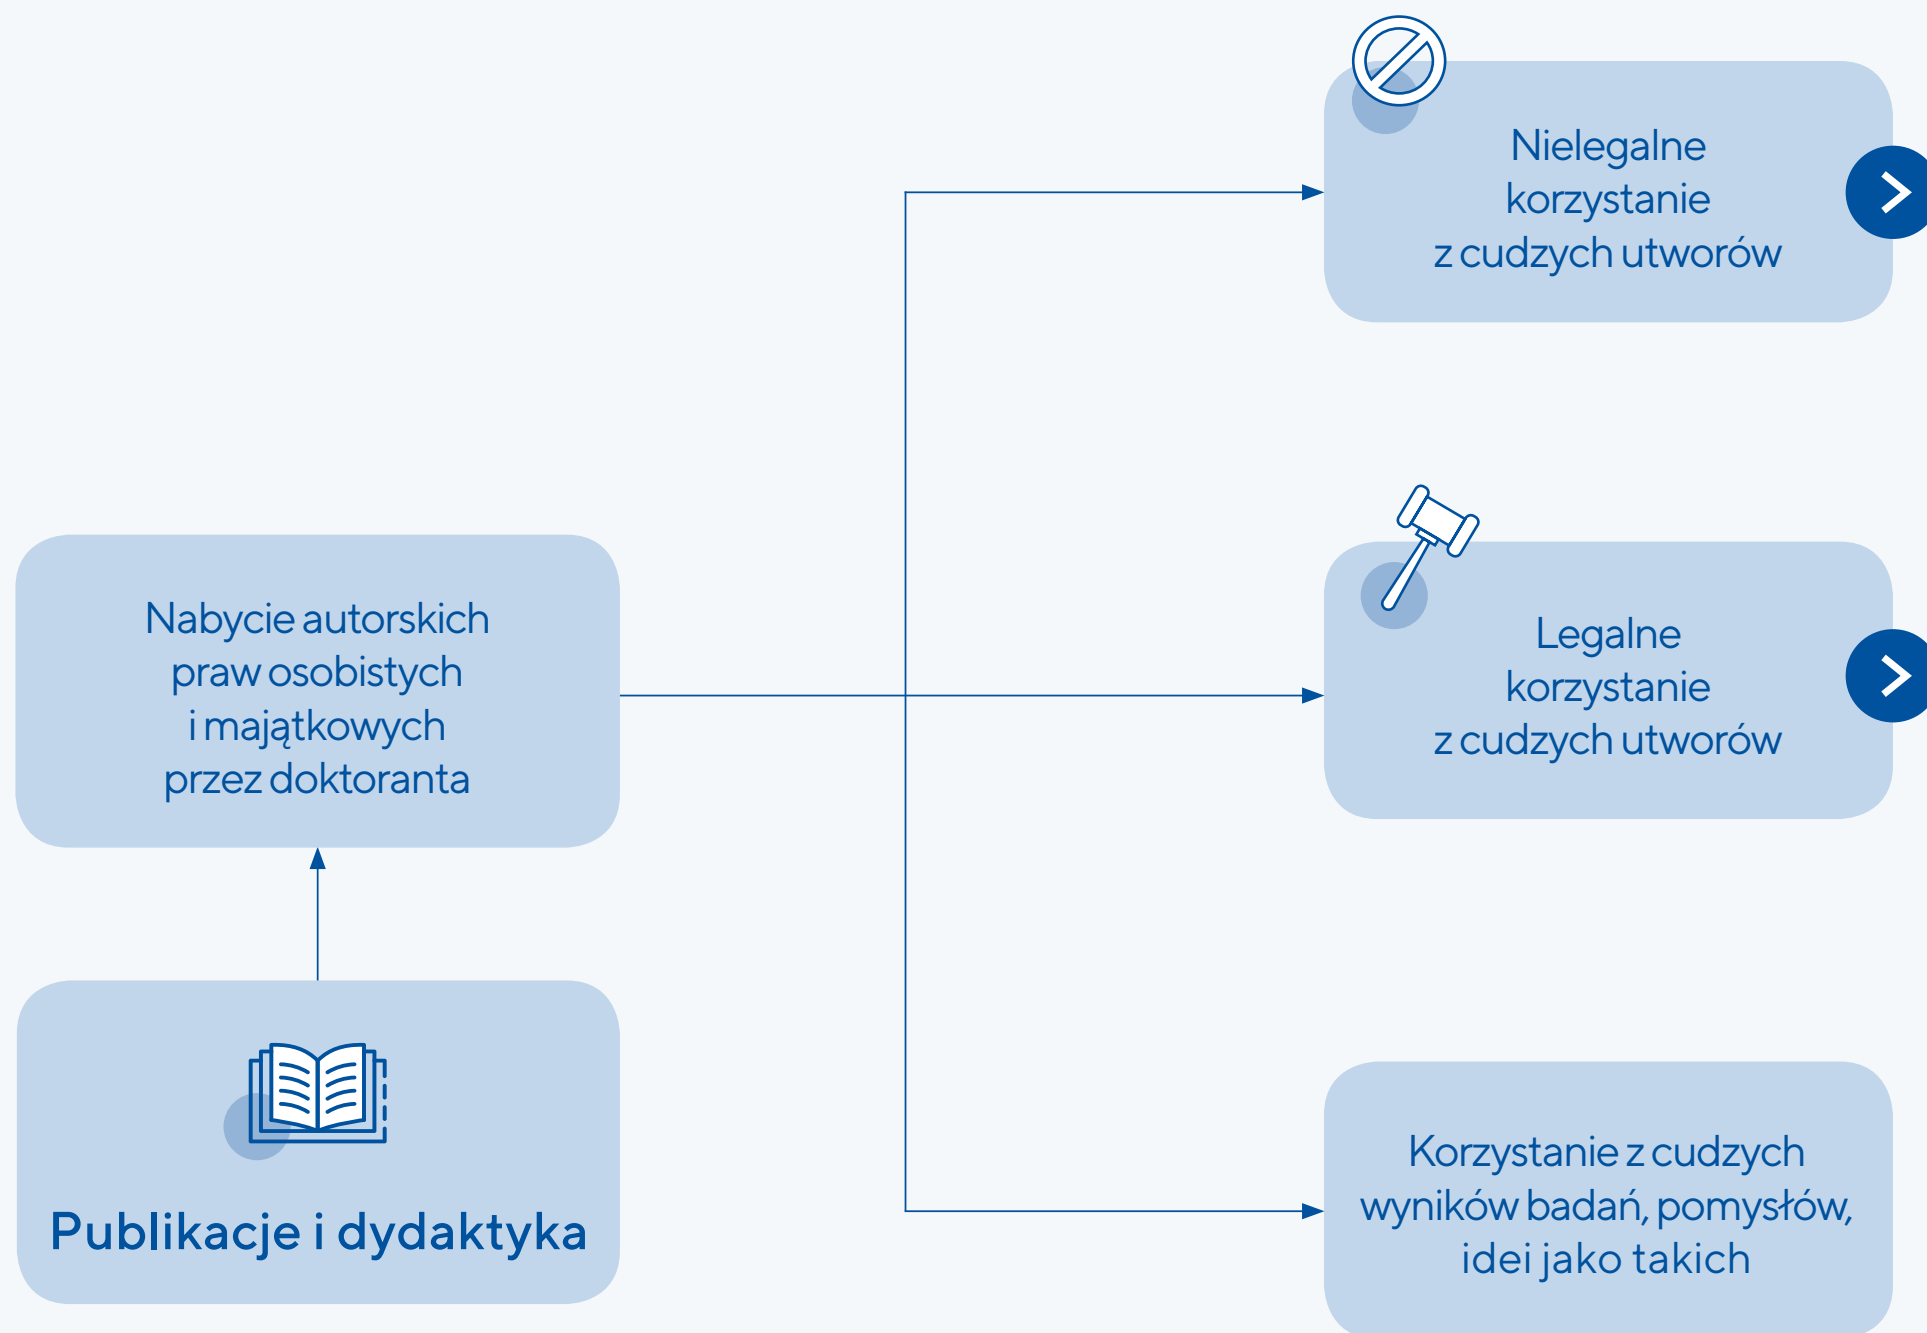 Nielegalne
korzystanie
z cudzych utworów
Nabycie autorskich
praw osobistych
i majątkowych
przez doktoranta
Legalne
korzystanie
z cudzych utworów
Publikacje i dydaktyka
Korzystanie z cudzych
wyników badań, pomysłów,
idei jako takich